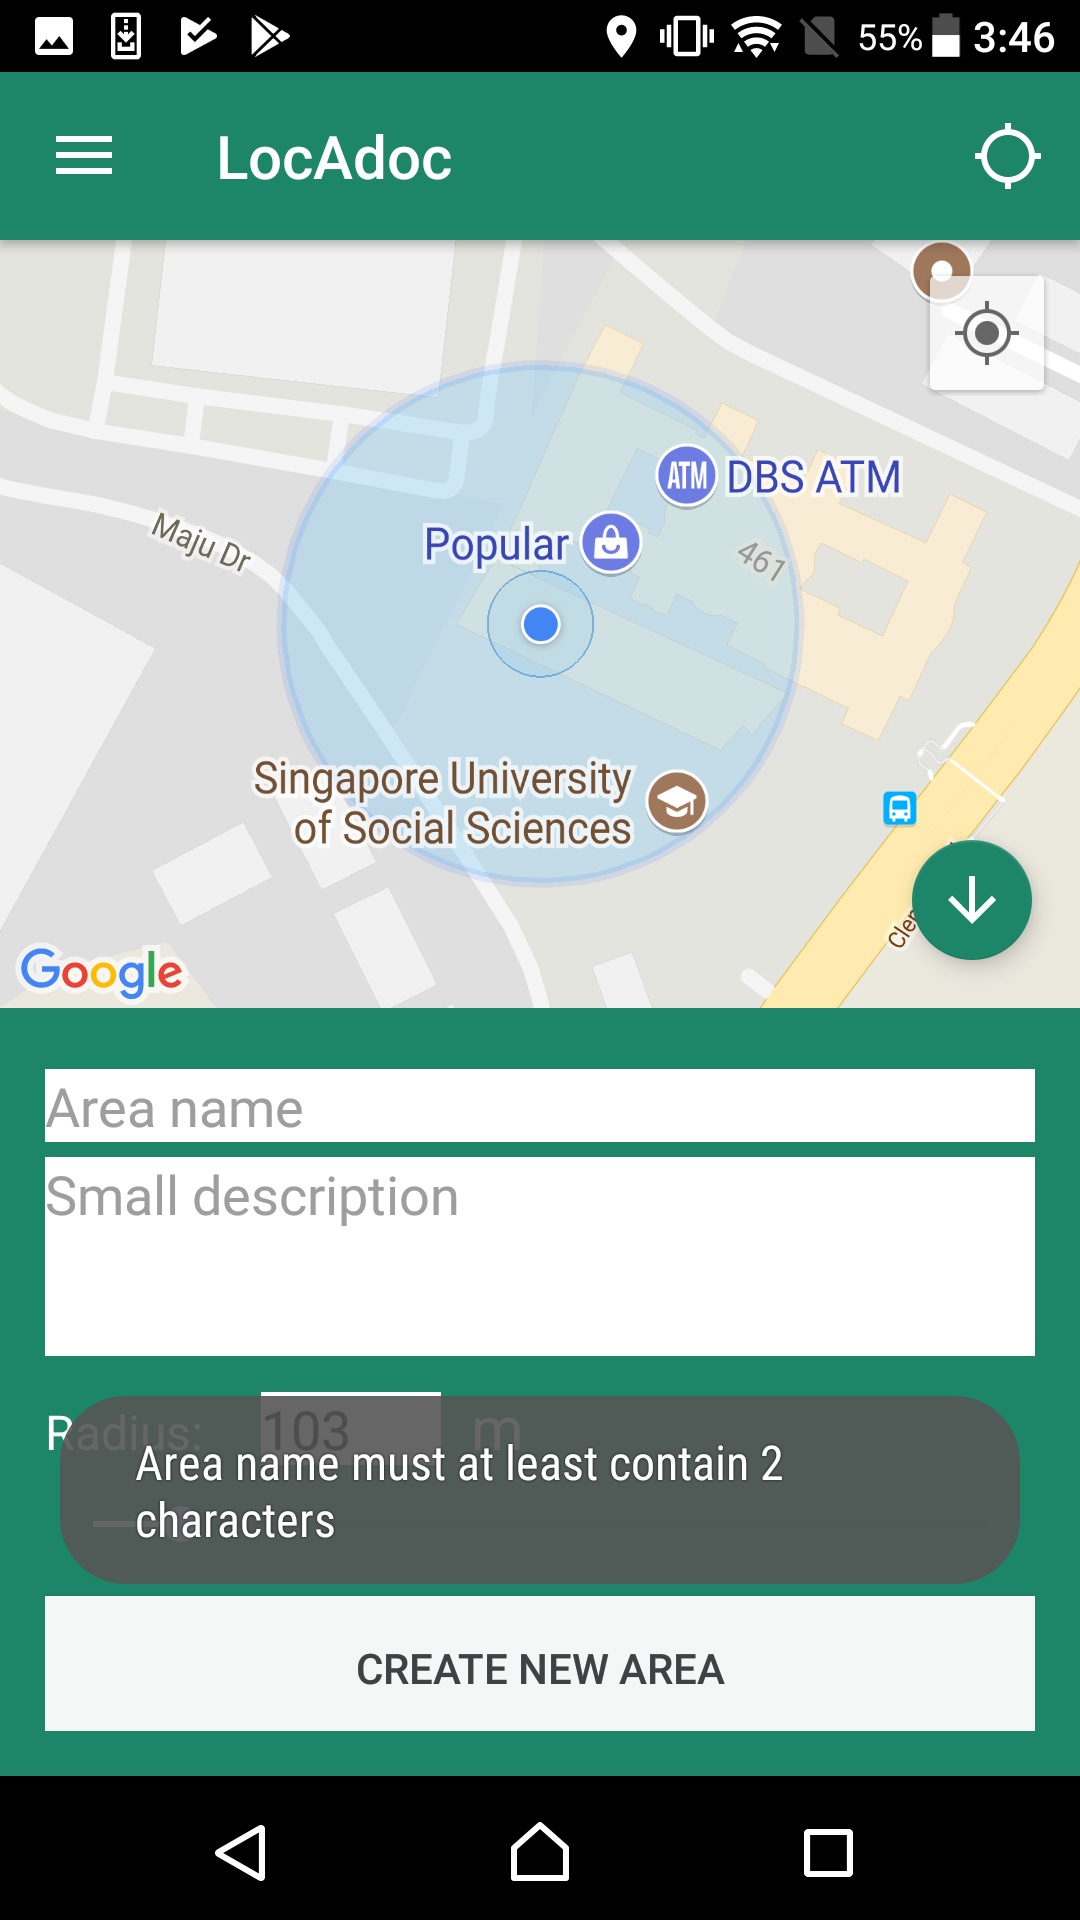 55% 3:46
LocAdoc
ATM DBS ATM
Popular
461
Maju Dr
Singapore University
of Social Sciences
Google
Area name
Small description
Radius: 103 m
Area name must at least contain 2
characters
CREATE NEW AREA